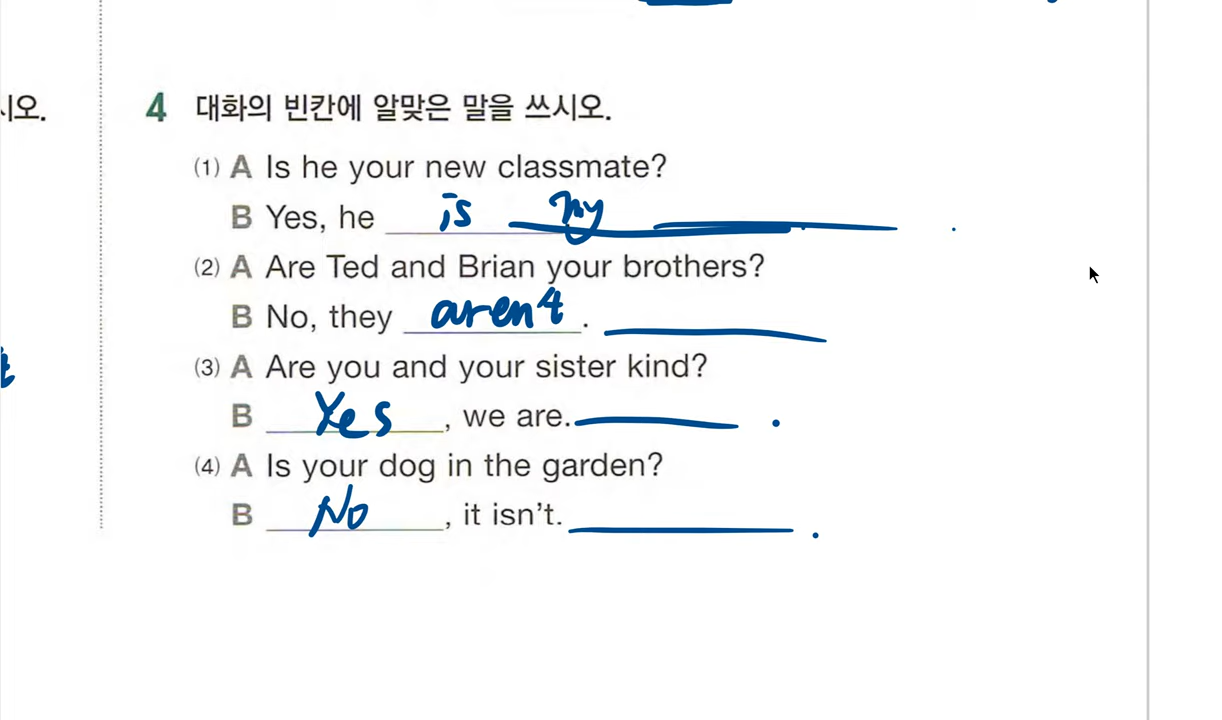 시오.
4 대화의 빈칸에 알맞은 말을 쓰시오.
(1) A Is he your new classmate?
B Yes, he is my
(2) A Are Ted and Brian your brothers?
B No, they aren't.
(3) A Are you and your sister kind?
B Yes, we are.
(4) A Is your dog in the garden?
B No, it isn't.